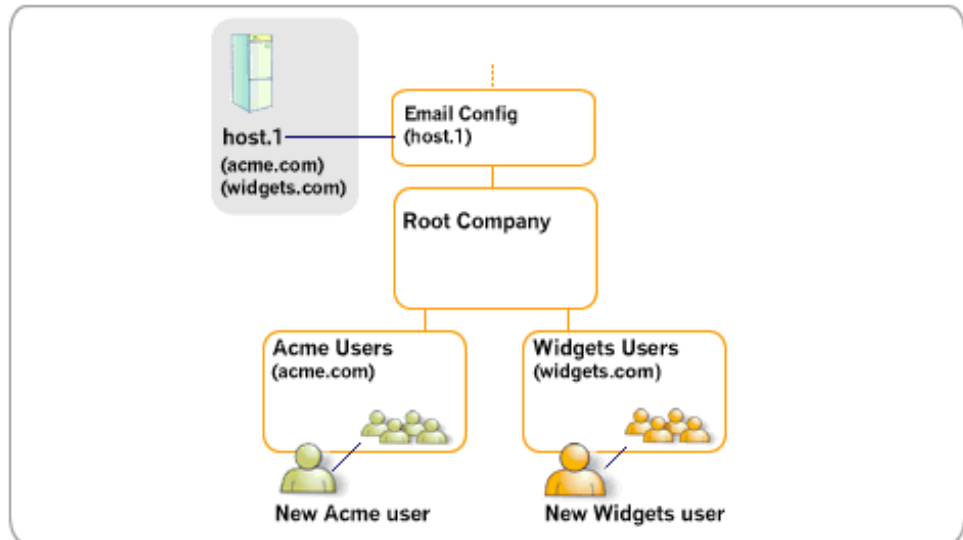 host.1
(acme.com)
(widgets.com)
Email Config
(host.1)
Root Company
Acme Users
(acme.com)
Widgets Users
(widgets.com)
New Acme user
New Widgets user